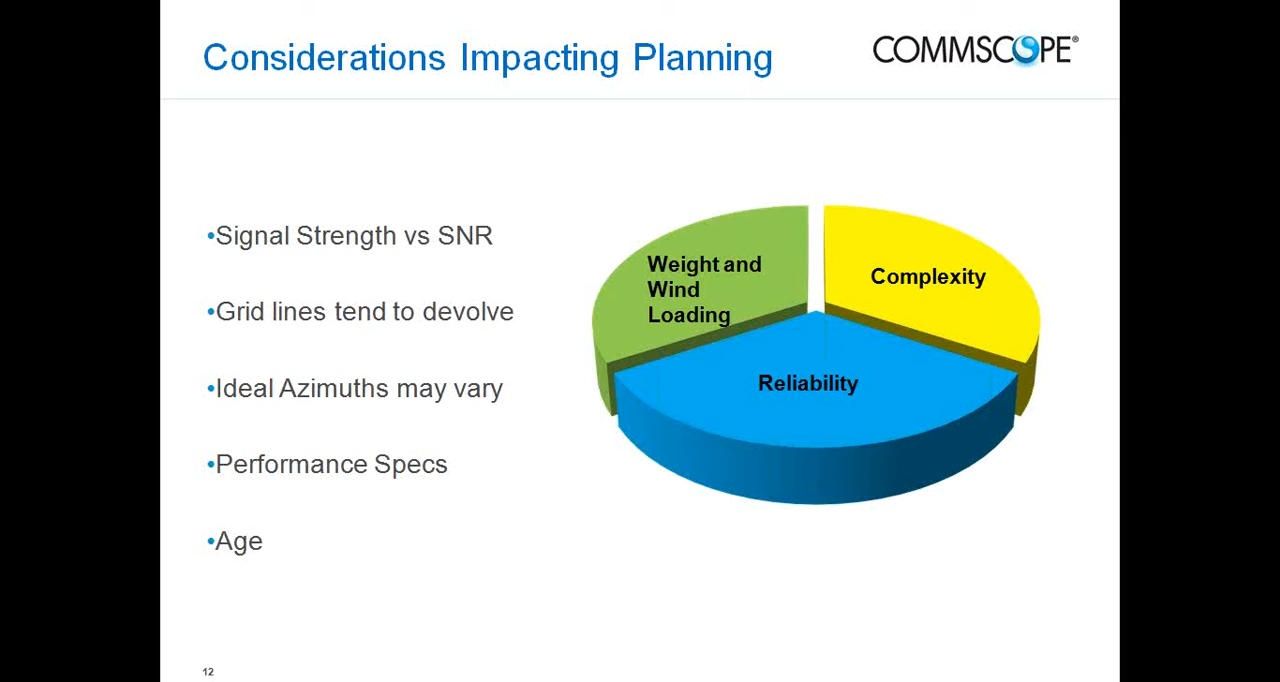 Considerations Impacting Planning
COMMSCOPE®
•Signal Strength vs SNR
•Grid lines tend to devolve
•Ideal Azimuths may vary
•Performance Specs
•Age
Weight and
Wind
Loading
Complexity
Reliability
12